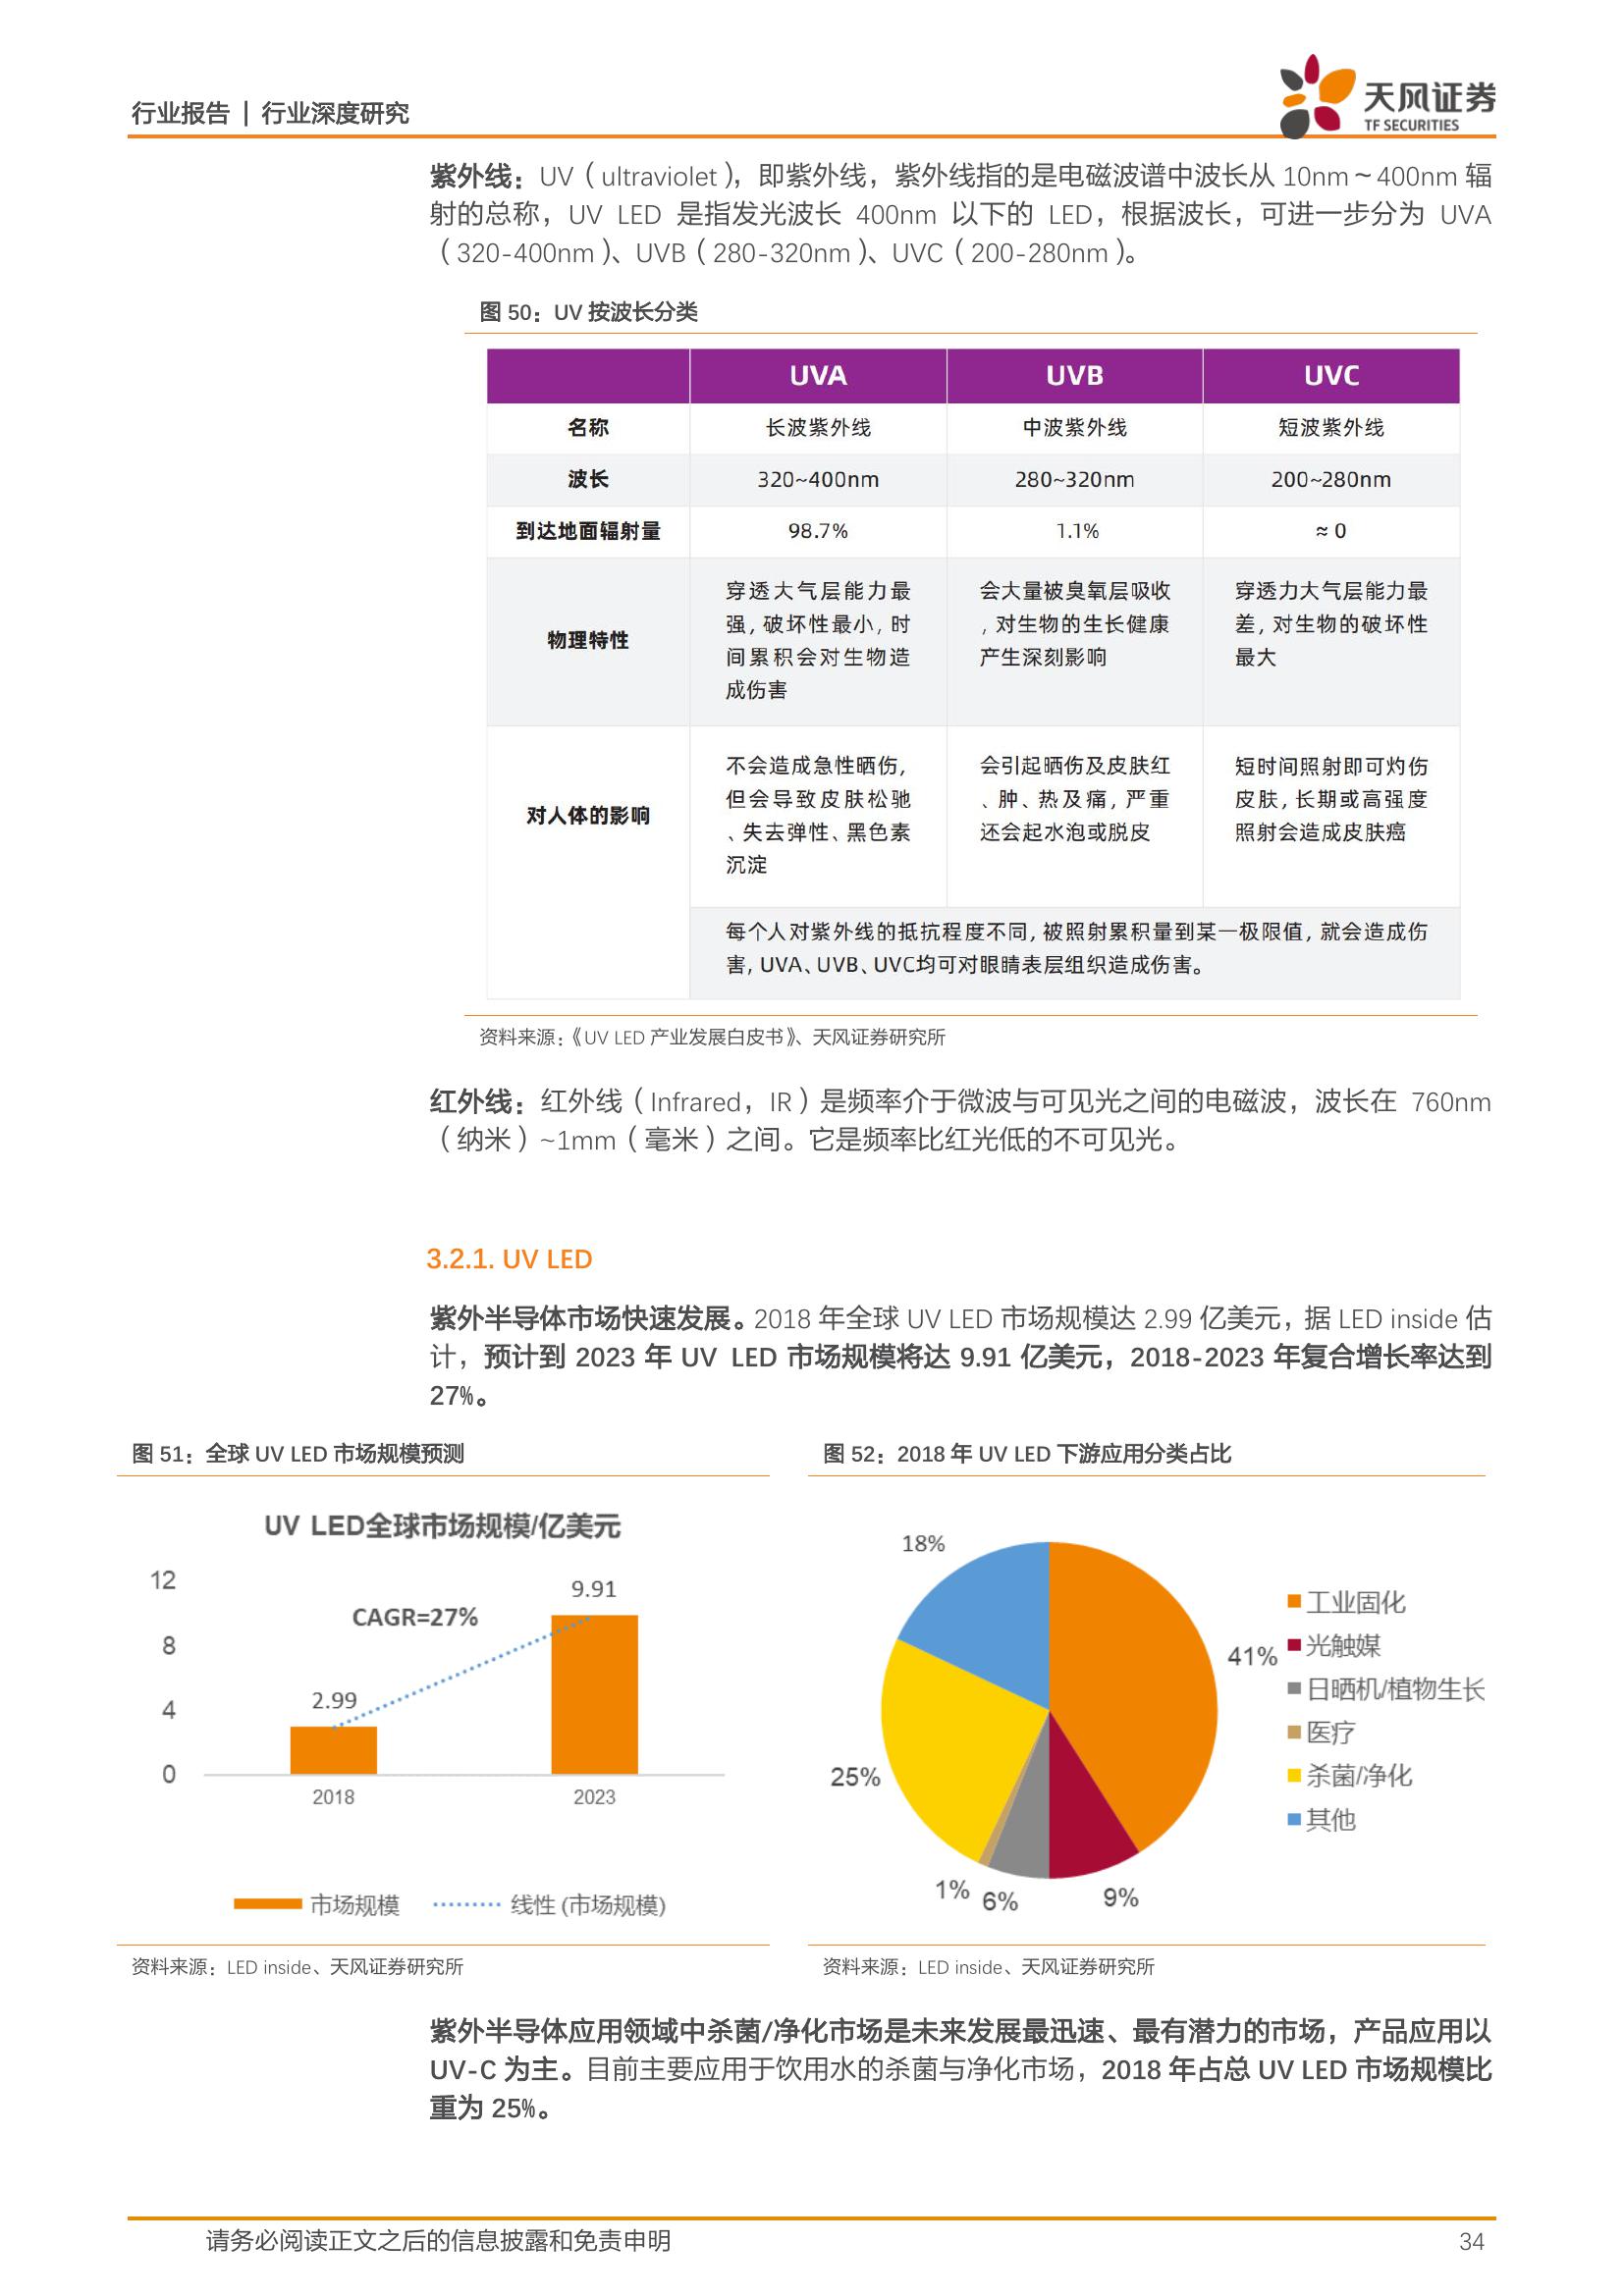 行业报告 | 行业深度研究
天风证券
TF SECURITIES
紫外线：UV（ultraviolet），即紫外线，紫外线指的是电磁波谱中波长从 10nm～400nm 辐
射的总称，UV LED 是指发光波长 400nm 以下的 LED，根据波长，可进一步分为 UVA
（320-400nm）、UVB（280-320nm）、UVC（200-280nm）。
图 50：UV 按波长分类
UVA UVB UVC
名称 长波紫外线 中波紫外线 短波紫外线
波长 320~400nm 280~320nm 200~280nm
到达地面辐射量 98.7% 1.1% ≈ 0
物理特性
穿透大气层能力最
强, 破坏性最小, 时
间累积会对生物造
成伤害
会大量被臭氧层吸收
, 对生物的生长健康
产生深刻影响
穿透力大气层能力最
差, 对生物的破坏性
最大
对人体的影响
不会造成急性晒伤,
但会导致皮肤松驰
、失去弹性、黑色素
沉淀
会引起晒伤及皮肤红
、肿、热及痛, 严重
还会起水泡或脱皮
短时间照射即可灼伤
皮肤, 长期或高强度
照射会造成皮肤癌
每个人对紫外线的抵抗程度不同, 被照射累积量到某一极限值, 就会造成伤
害, UVA、UVB、UVC均可对眼睛表层组织造成伤害。
资料来源：《UV LED 产业发展白皮书》、天风证券研究所
红外线：红外线（Infrared，IR）是频率介于微波与可见光之间的电磁波，波长在 760nm
（纳米）~1mm（毫米）之间。它是频率比红光低的不可见光。
3.2.1. UV LED
紫外半导体市场快速发展。2018 年全球 UV LED 市场规模达 2.99 亿美元，据 LED inside 估
计，预计到 2023 年 UV LED 市场规模将达 9.91 亿美元，2018-2023 年复合增长率达到
27%。
图 51：全球 UV LED 市场规模预测
UV LED全球市场规模/亿美元
12
8
4
0
CAGR=27%
2.99
9.91
2018
2023
市场规模 线性 (市场规模)
资料来源：LED inside、天风证券研究所
图 52：2018 年 UV LED 下游应用分类占比
18%
41%
25%
1%
6%
9%
工业固化
光触媒
日晒机/植物生长
医疗
杀菌/净化
其他
资料来源：LED inside、天风证券研究所
紫外半导体应用领域中杀菌/净化市场是未来发展最迅速、最有潜力的市场，产品应用以
UV-C 为主。目前主要应用于饮用水的杀菌与净化市场，2018 年占总 UV LED 市场规模比
重为 25%。
请务必阅读正文之后的信息披露和免责申明
34